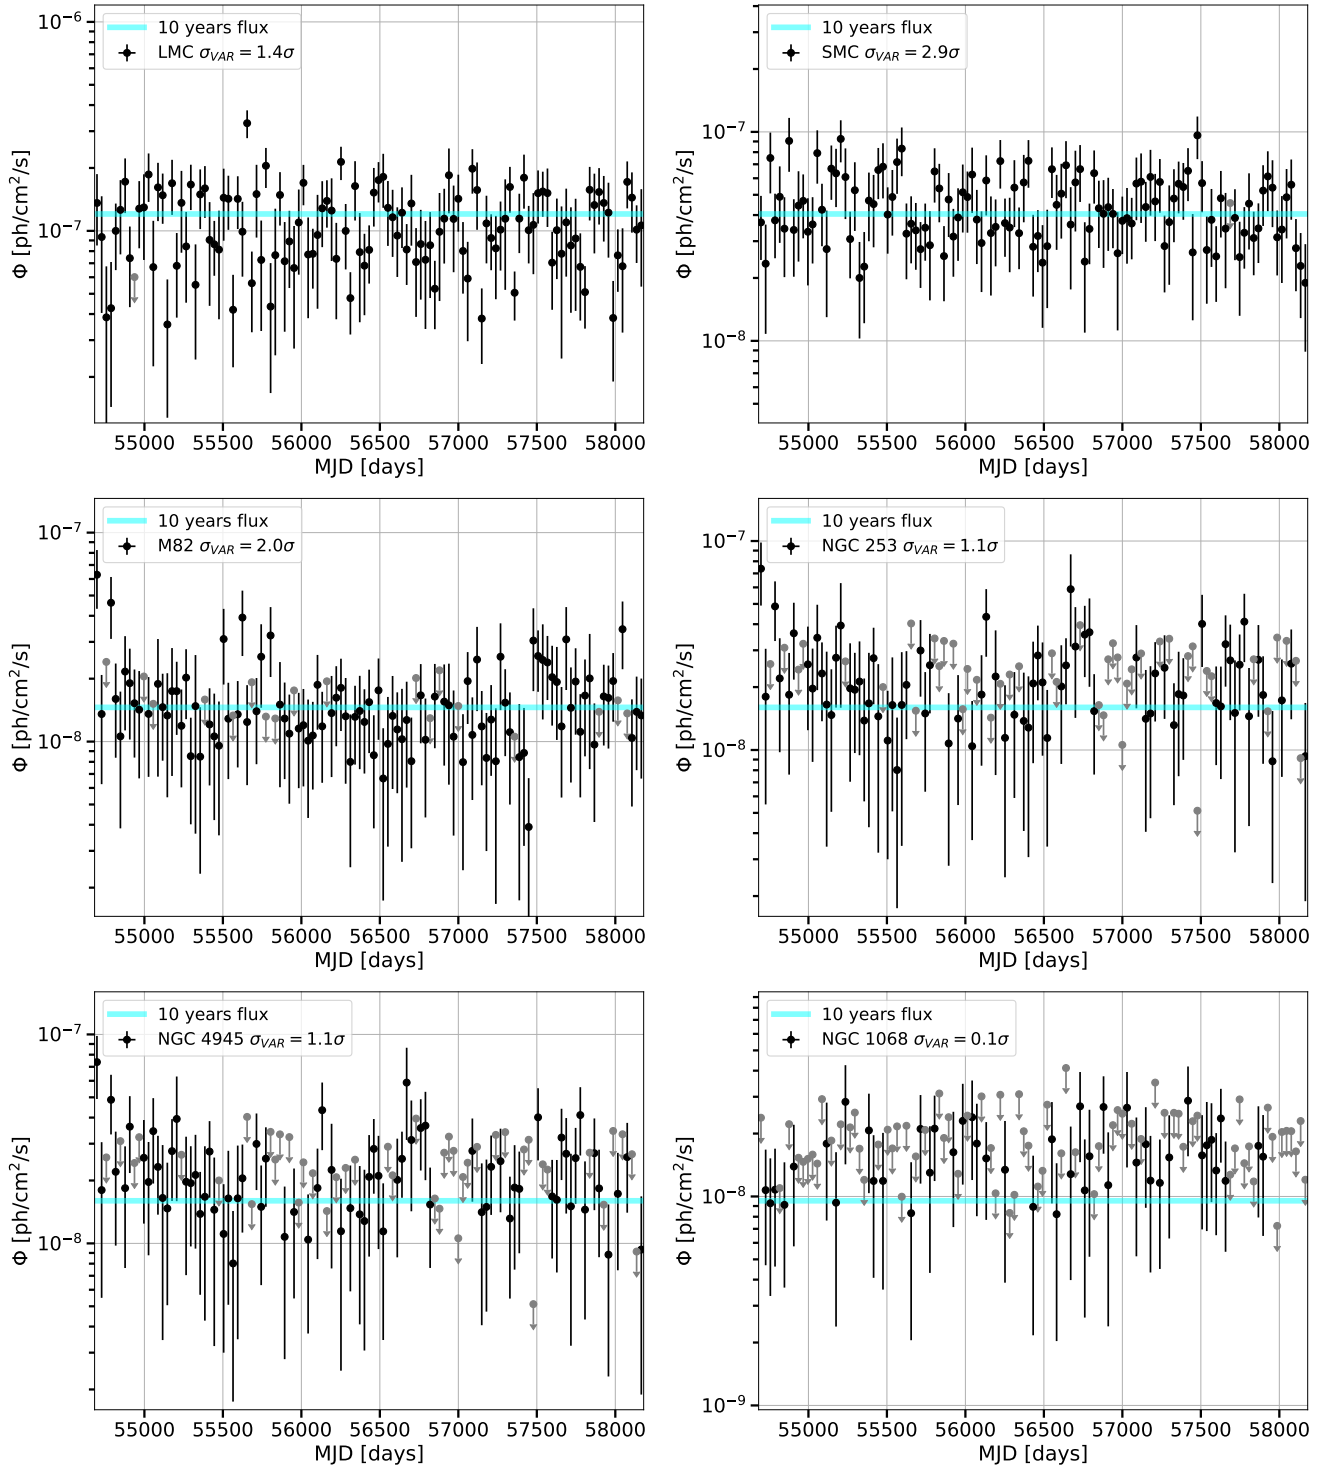 10⁻⁶
10⁻⁷
Φ [ph/cm²/s]
10 years flux
LMC σ_VAR = 1.4σ
55000 55500 56000 56500 57000 57500 58000
MJD [days]
10⁻⁷
10⁻⁸
Φ [ph/cm²/s]
10 years flux
SMC σ_VAR = 2.9σ
55000 55500 56000 56500 57000 57500 58000
MJD [days]
10⁻⁷
10⁻⁸
Φ [ph/cm²/s]
10 years flux
M82 σ_VAR = 2.0σ
55000 55500 56000 56500 57000 57500 58000
MJD [days]
10⁻⁷
10⁻⁸
Φ [ph/cm²/s]
10 years flux
NGC 253 σ_VAR = 1.1σ
55000 55500 56000 56500 57000 57500 58000
MJD [days]
10⁻⁷
10⁻⁸
Φ [ph/cm²/s]
10 years flux
NGC 4945 σ_VAR = 1.1σ
55000 55500 56000 56500 57000 57500 58000
MJD [days]
10⁻⁸
10⁻⁹
Φ [ph/cm²/s]
10 years flux
NGC 1068 σ_VAR = 0.1σ
55000 55500 56000 56500 57000 57500 58000
MJD [days]